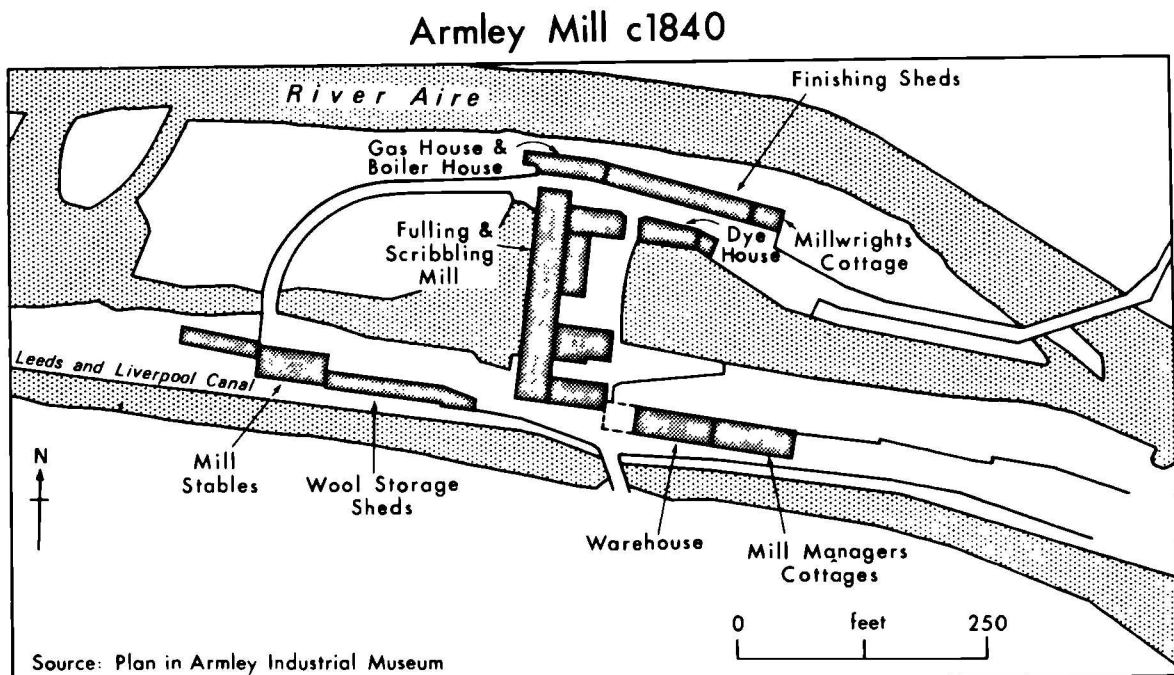 Armley Mill c1840
River Aire
Finishing Sheds
Gas House &
Boiler House
Fulling &
Scribbling
Mill
Dye
House
Millwrights
Cottage
Leeds and Liverpool Canal
N
Mill
Stables
Wool Storage
Sheds
Warehouse
Mill Managers
Cottages
0 feet 250
Source: Plan in Armley Industrial Museum